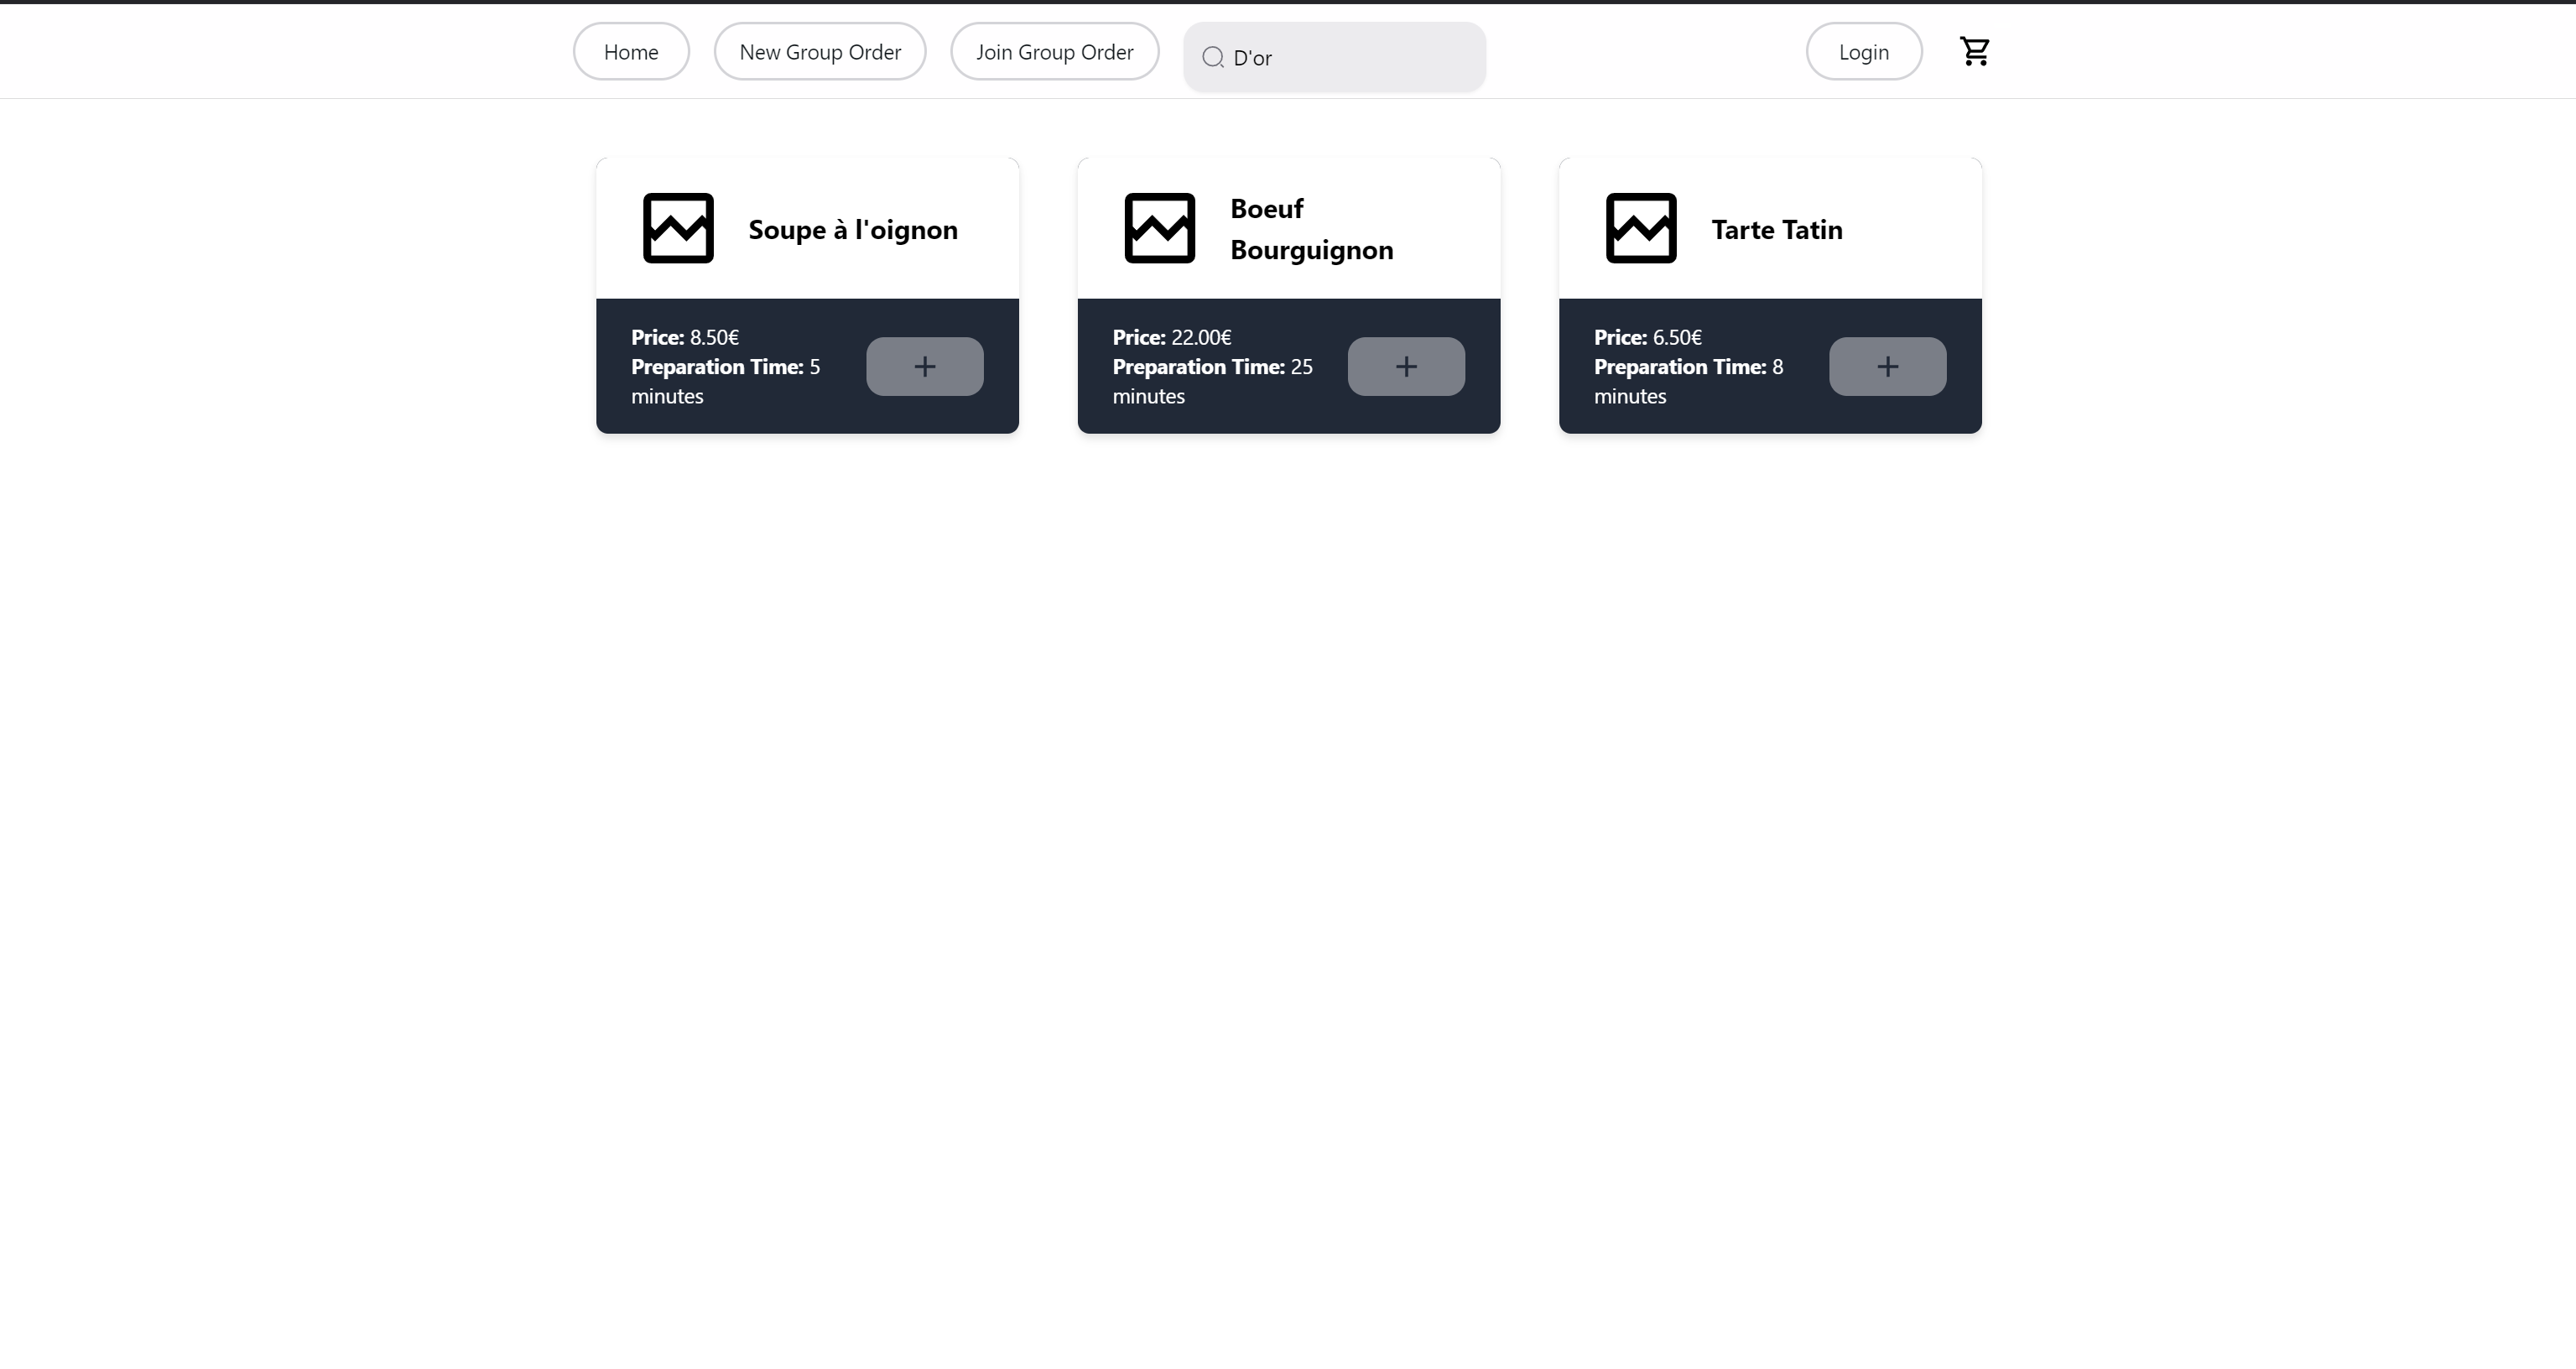 Home
New Group Order
Join Group Order
D'or
Login
Soupe à l'oignon
Price: 8.50€
Preparation Time: 5
minutes
+
Boeuf
Bourguignon
Price: 22.00€
Preparation Time: 25
minutes
+
Tarte Tatin
Price: 6.50€
Preparation Time: 8
minutes
+